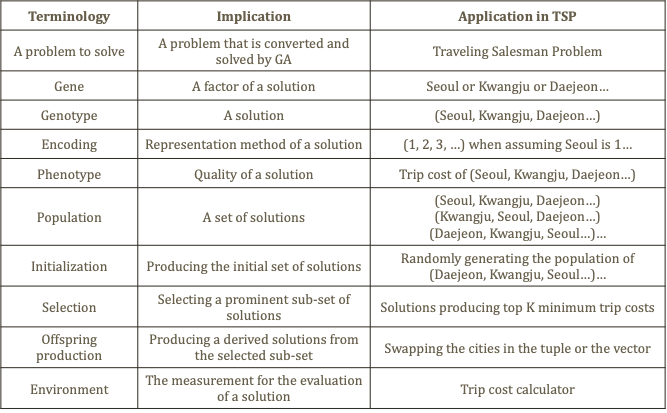 Terminology
Implication
Application in TSP
A problem to solve
A problem that is converted and
solved by GA
Traveling Salesman Problem
Gene
A factor of a solution
Seoul or Kwangju or Daejeon…
Genotype
A solution
(Seoul, Kwangju, Daejeon…)
Encoding
Representation method of a solution
(1, 2, 3, …) when assuming Seoul is 1…
Phenotype
Quality of a solution
Trip cost of (Seoul, Kwangju, Daejeon…)
Population
A set of solutions
(Seoul, Kwangju, Daejeon…)
(Kwangju, Seoul, Daejeon…)
(Daejeon, Kwangju, Seoul…)…
Initialization
Producing the initial set of solutions
Randomly generating the population of
(Daejeon, Kwangju, Seoul…)…
Selection
Selecting a prominent sub-set of
solutions
Solutions producing top K minimum trip costs
Offspring
production
Producing a derived solutions from
the selected sub-set
Swapping the cities in the tuple or the vector
Environment
The measurement for the evaluation
of a solution
Trip cost calculator